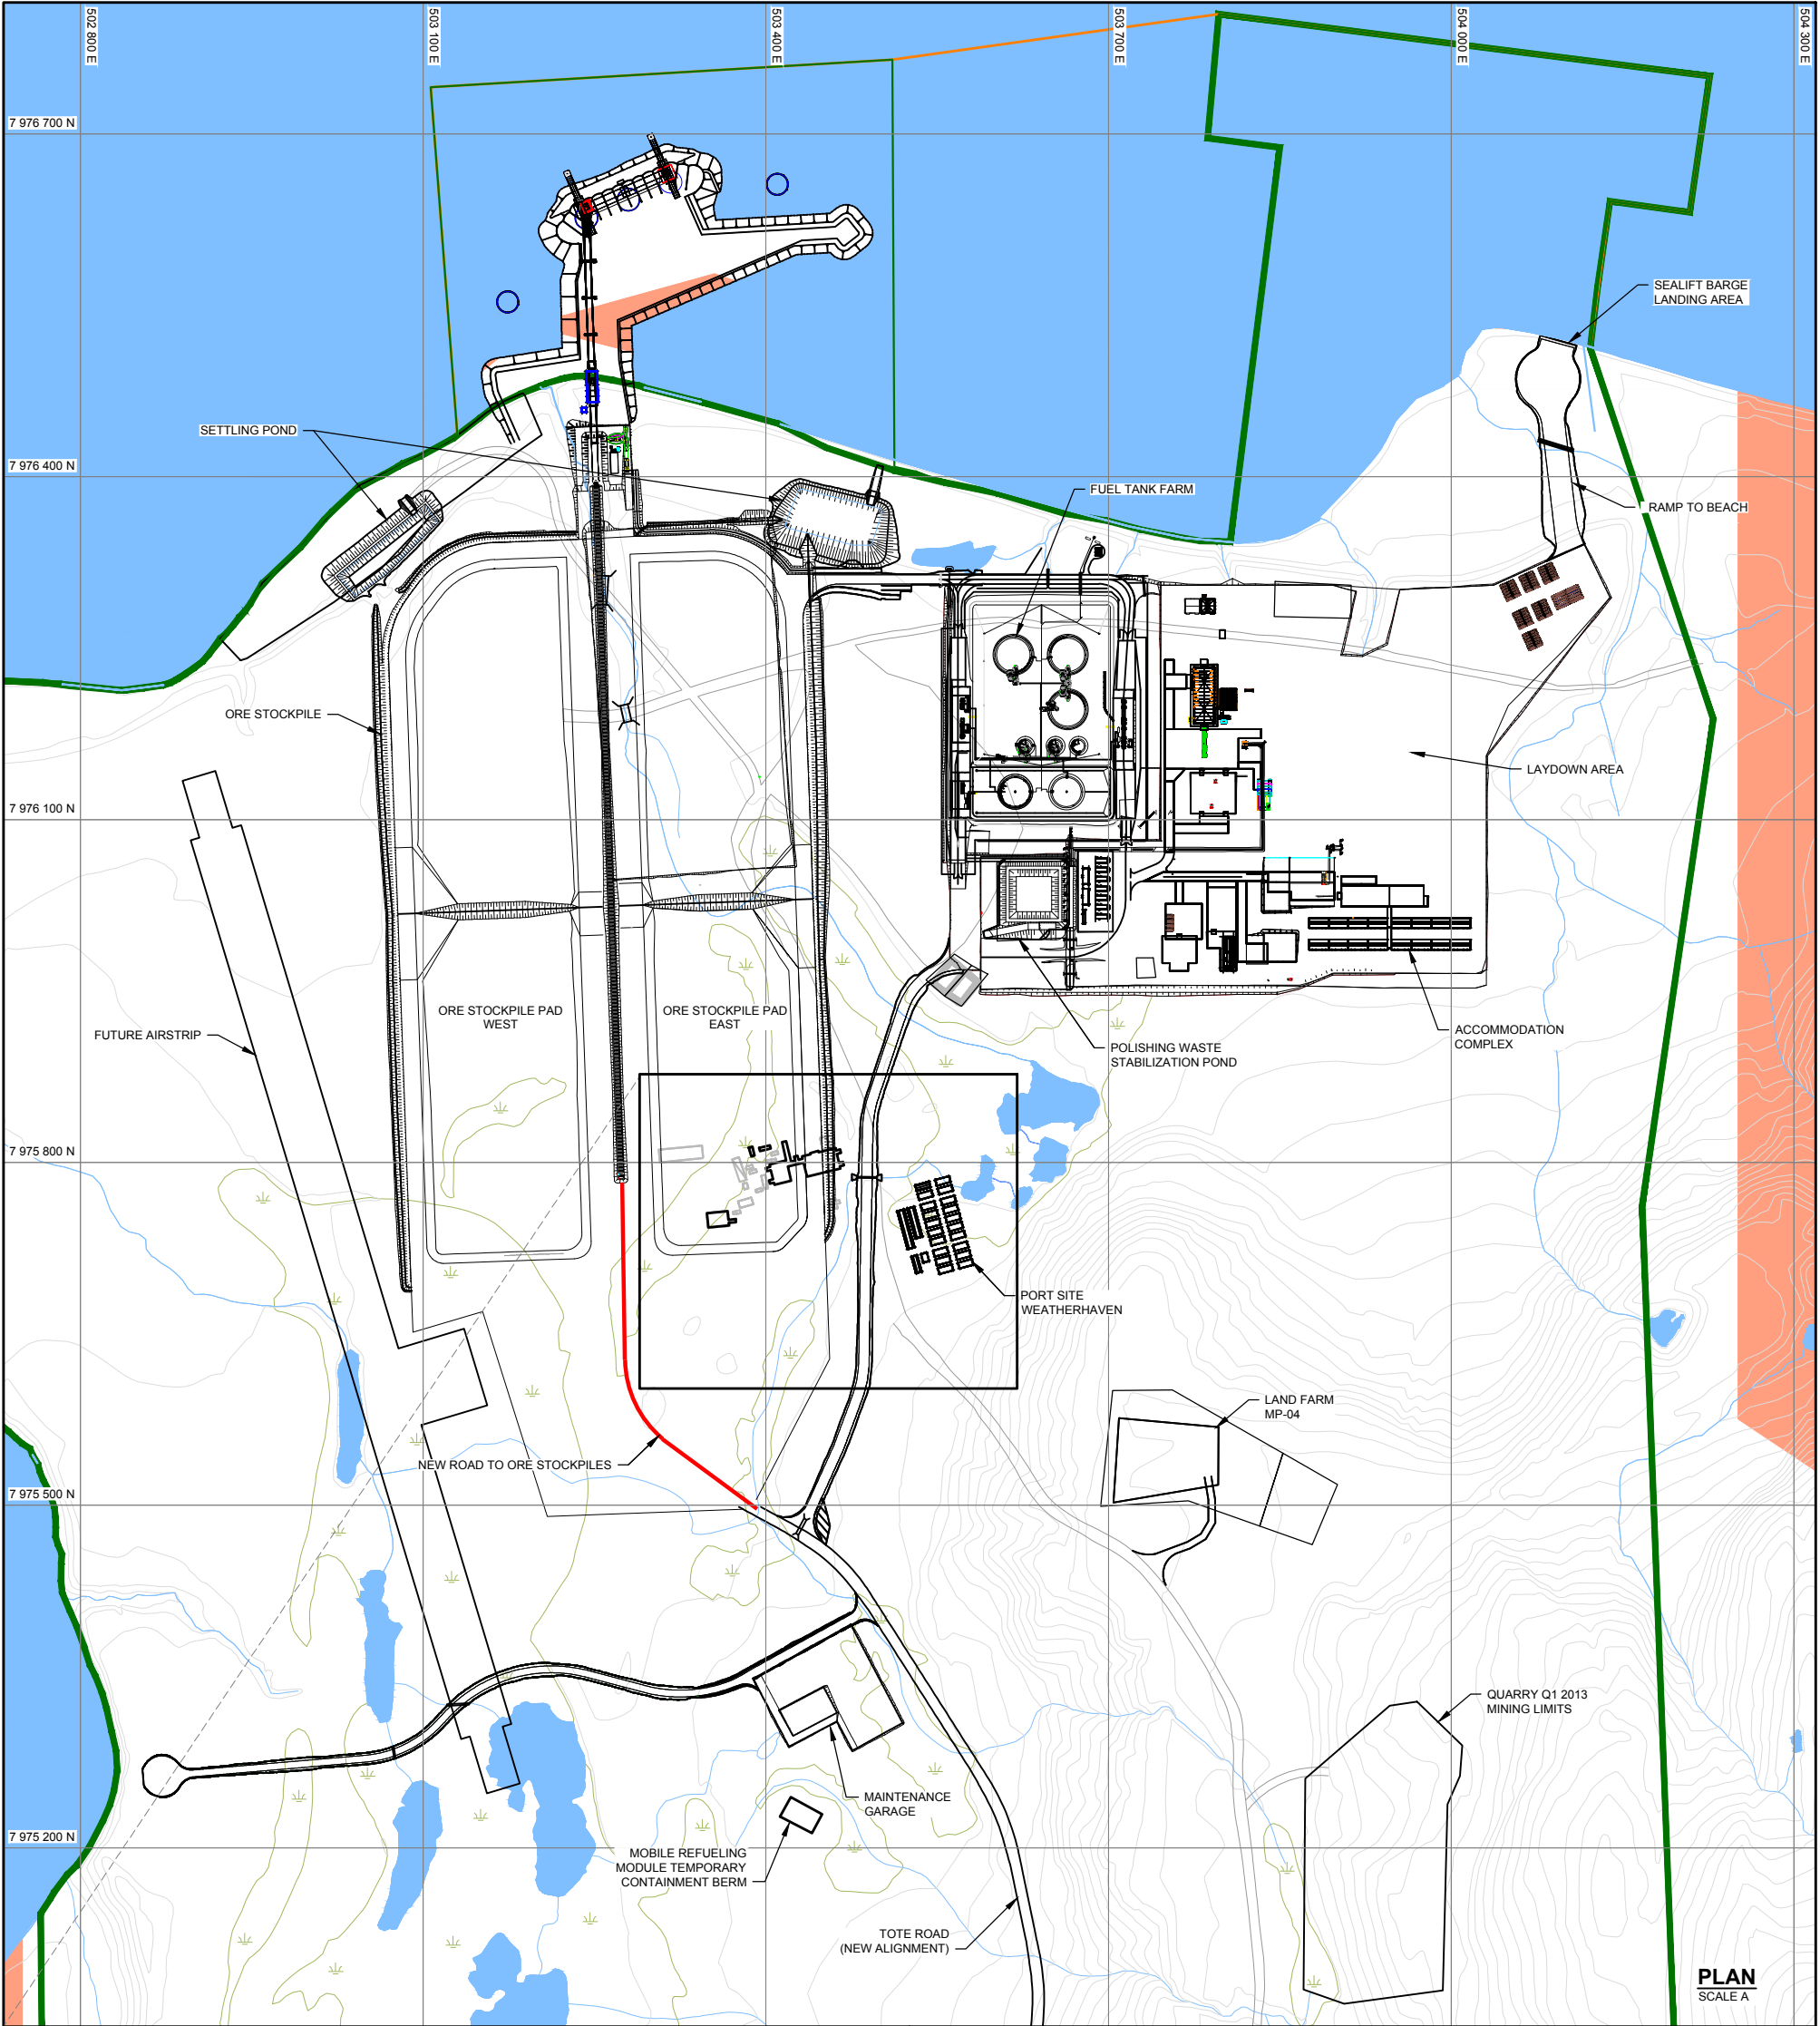 502 800 E
503 100 E
503 400 E
503 700 E
504 000 E
504 300 E
7 976 700 N
SEALIFT BARGE
LANDING AREA
SETTLING POND
7 976 400 N
FUEL TANK FARM
RAMP TO BEACH
ORE STOCKPILE
LAYDOWN AREA
7 976 100 N
ORE STOCKPILE PAD
WEST
ORE STOCKPILE PAD
EAST
FUTURE AIRSTRIP
ACCOMMODATION
COMPLEX
POLISHING WASTE
STABILIZATION POND
7 975 800 N
PORT SITE
WEATHERHAVEN
LAND FARM
MP-04
NEW ROAD TO ORE STOCKPILES
7 975 500 N
QUARRY Q1 2013
MINING LIMITS
MAINTENANCE
GARAGE
7 975 200 N
MOBILE REFUELING
MODULE TEMPORARY
CONTAINMENT BERM
TOTE ROAD
(NEW ALIGNMENT)
PLAN
SCALE A